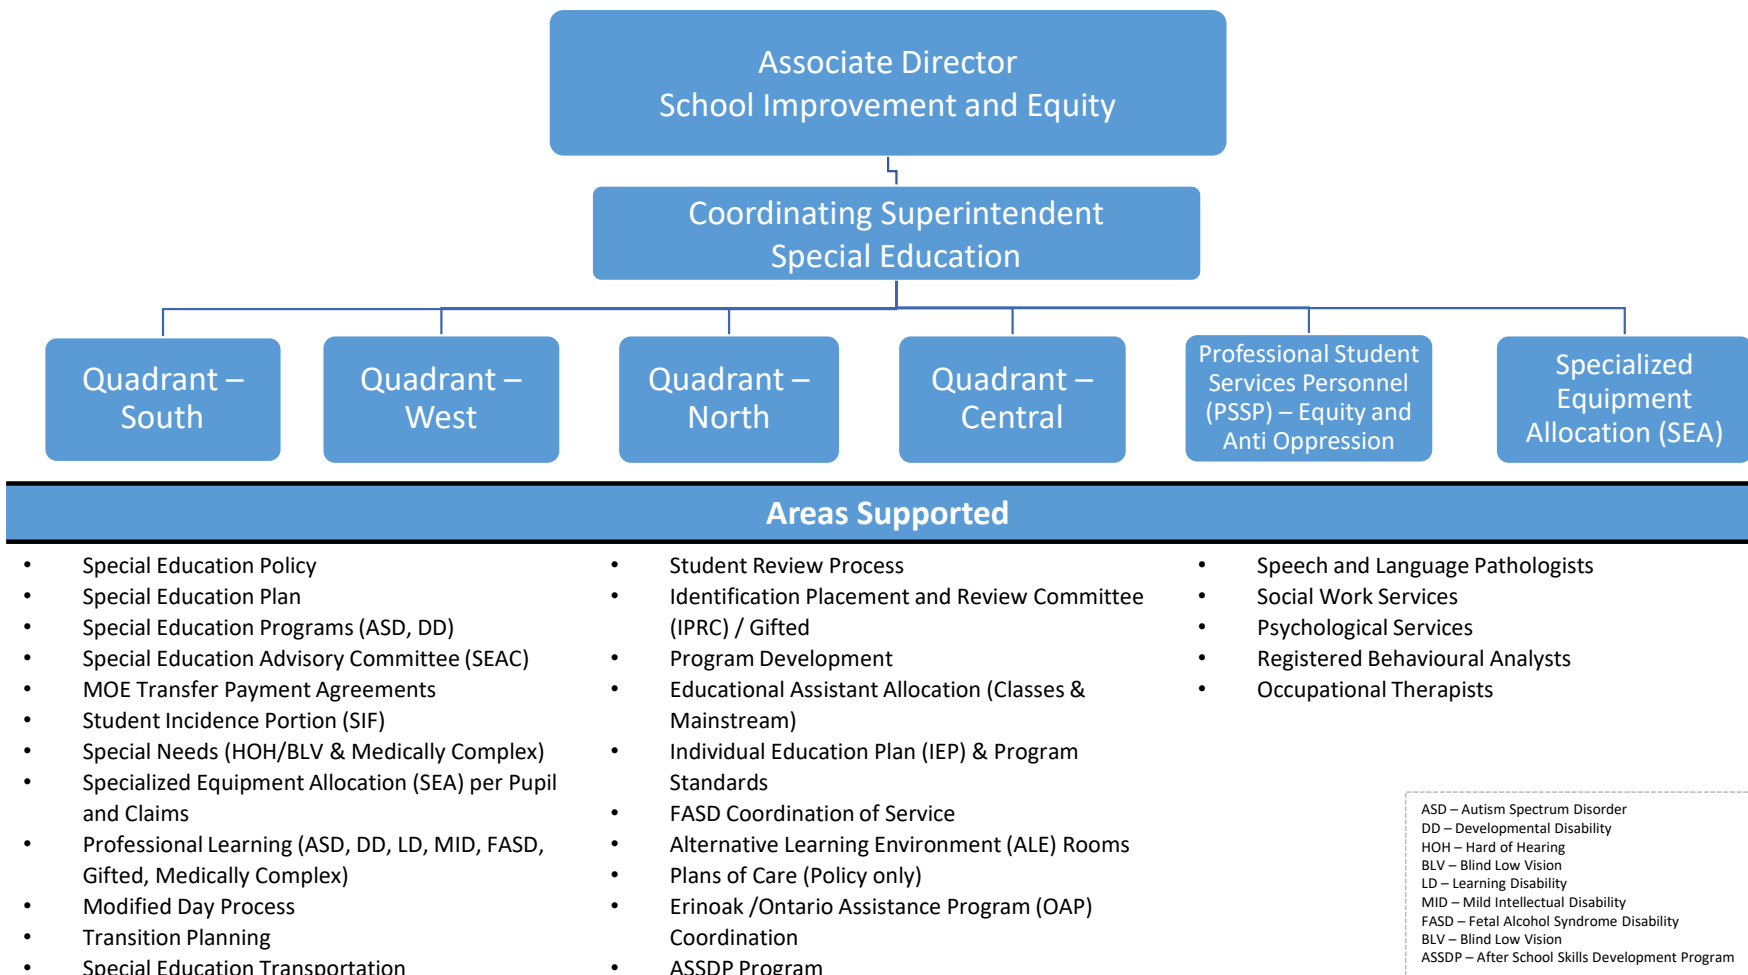 Associate Director
School Improvement and Equity
Coordinating Superintendent
Special Education
Quadrant –
South
Quadrant –
West
Quadrant –
North
Quadrant –
Central
Professional Student
Services Personnel
(PSSP) – Equity and
Anti Oppression
Specialized
Equipment
Allocation (SEA)
Areas Supported
• Special Education Policy
• Special Education Plan
• Special Education Programs (ASD, DD)
• Special Education Advisory Committee (SEAC)
• MOE Transfer Payment Agreements
• Student Incidence Portion (SIF)
• Special Needs (HOH/BLV & Medically Complex)
• Specialized Equipment Allocation (SEA) per Pupil
and Claims
• Professional Learning (ASD, DD, LD, MID, FASD,
Gifted, Medically Complex)
• Modified Day Process
• Transition Planning
• Special Education Transportation
• Student Review Process
• Identification Placement and Review Committee
(IPRC) / Gifted
• Program Development
• Educational Assistant Allocation (Classes &
Mainstream)
• Individual Education Plan (IEP) & Program
Standards
• FASD Coordination of Service
• Alternative Learning Environment (ALE) Rooms
• Plans of Care (Policy only)
• Erinoak /Ontario Assistance Program (OAP)
Coordination
• ASSDP Program
• Speech and Language Pathologists
• Social Work Services
• Psychological Services
• Registered Behavioural Analysts
• Occupational Therapists
ASD – Autism Spectrum Disorder
DD – Developmental Disability
HOH – Hard of Hearing
BLV – Blind Low Vision
LD – Learning Disability
MID – Mild Intellectual Disability
FASD – Fetal Alcohol Syndrome Disability
BLV – Blind Low Vision
ASSDP – After School Skills Development Program